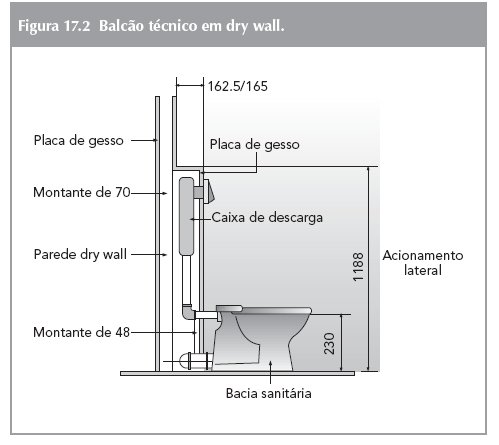 Figura 17.2 Balcão técnico em dry wall.
162.5/165
Placa de gesso
Placa de gesso
Montante de 70
Caixa de descarga
Parede dry wall
1188
Acionamento
lateral
Montante de 48
230
Bacia sanitária